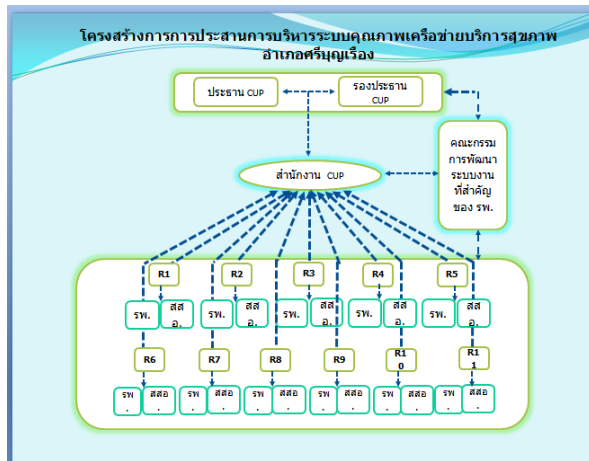 โครงสร้างการการประสานการบริหารระบบคุณภาพเครือข่ายบริการสุขภาพ
อำเภอศรีบุญเรือง
ประธาน CUP
รองประธาน
CUP
คณะกรรม
การพัฒนา
ระบบงาน
ที่สำคัญ
ของ รพ.
สำนักงาน CUP
R1
R2
R3
R4
R5
รพ.
สส
อ.
รพ.
สส
อ.
รพ.
สส
อ.
รพ.
สส
อ.
รพ.
สส
อ.
R6
R7
R8
R9
R1
0
R1
1
รพ
.
สสอ
.
รพ
.
สสอ
.
รพ
.
สสอ
.
รพ
.
สสอ
.
รพ
.
สสอ
.